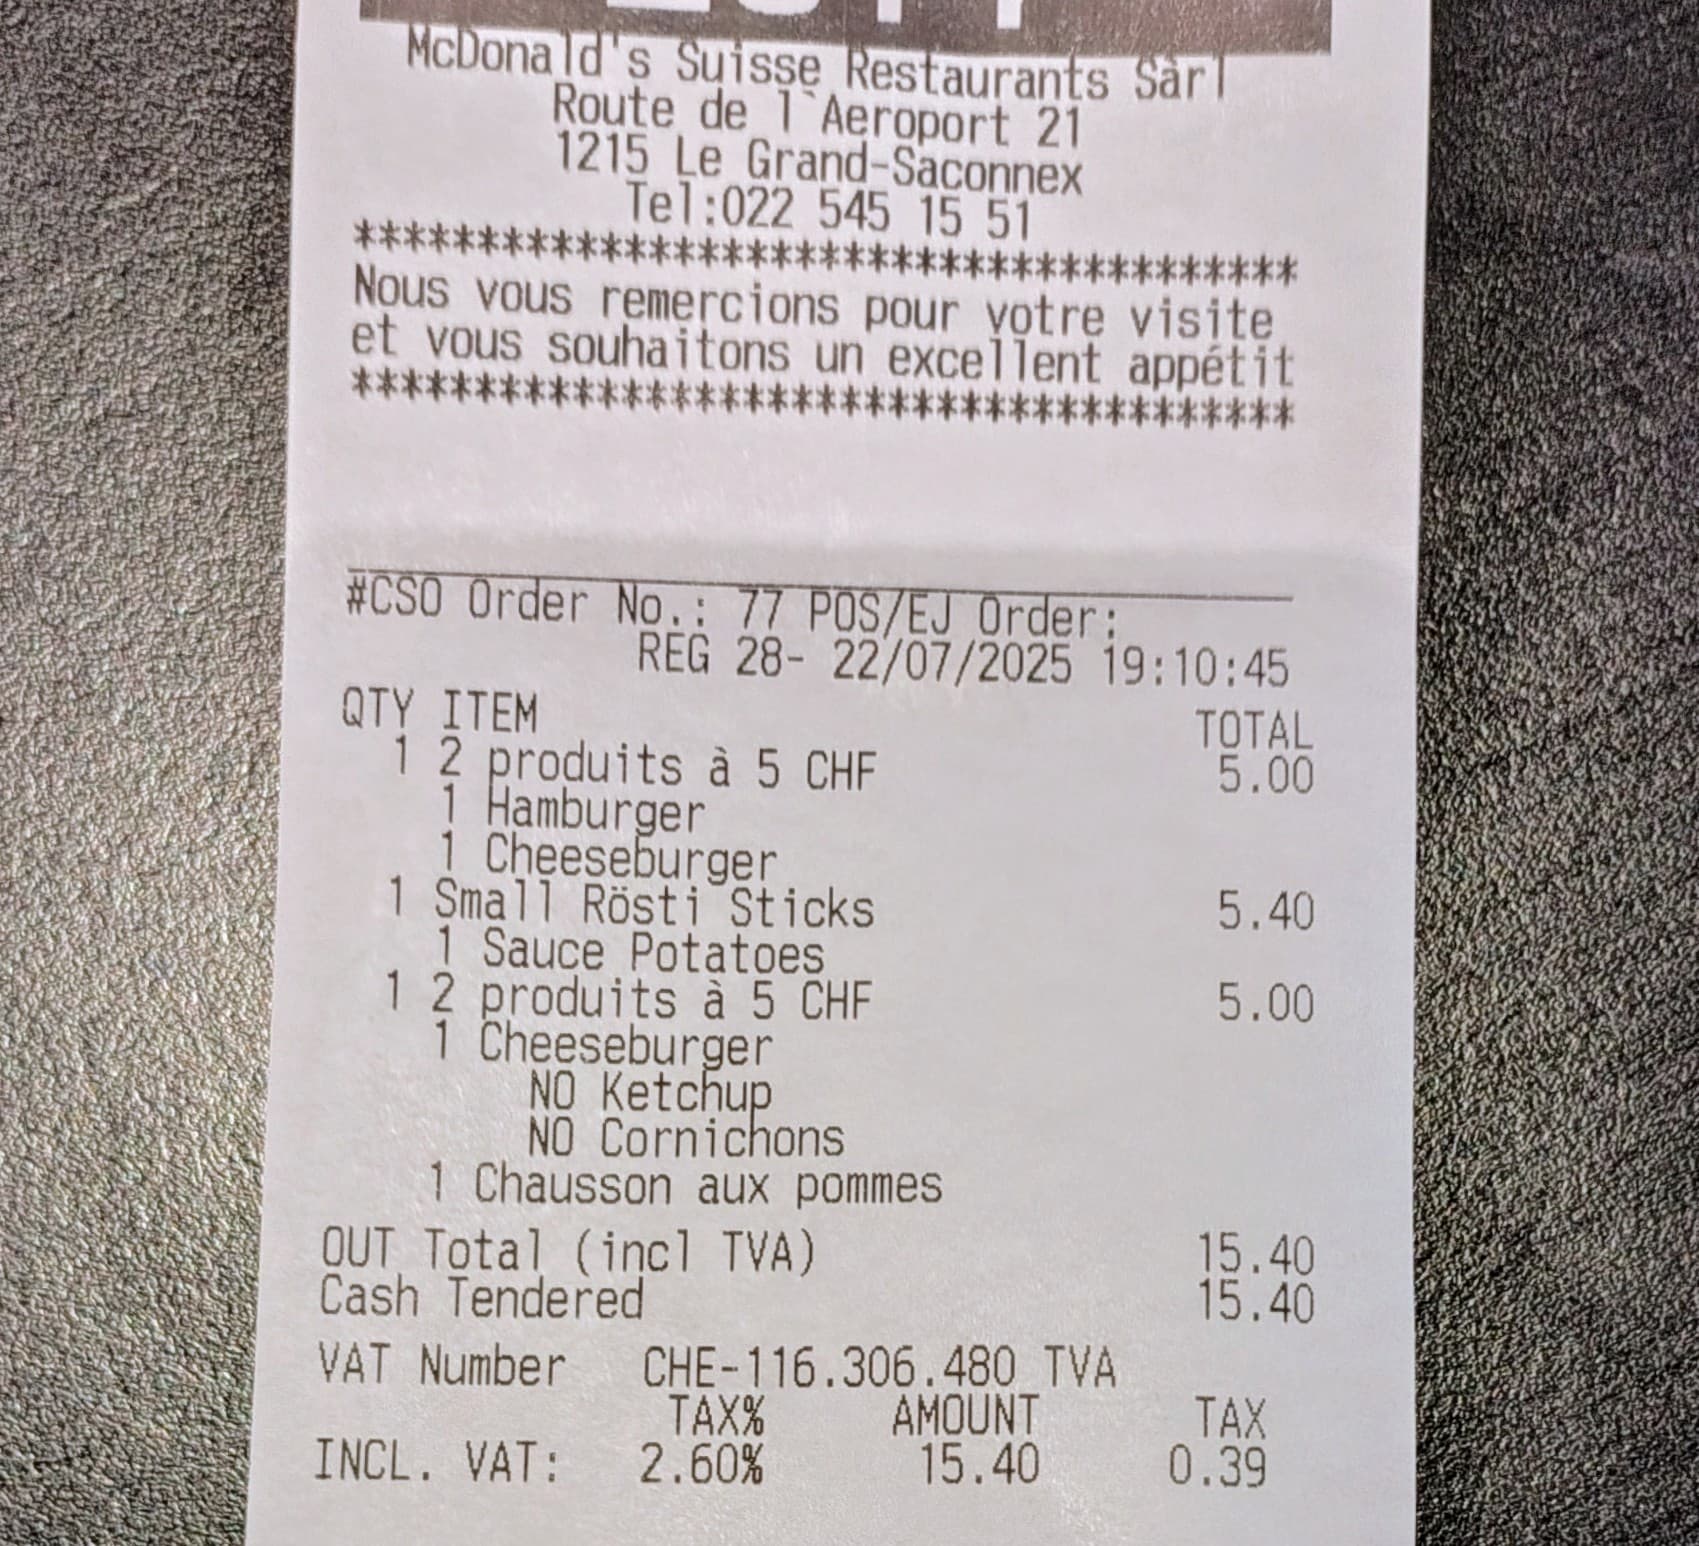 McDonald's Suisse Restaurants Sàrl
Route de l`Aeroport 21
1215 Le Grand-Saconnex
Tel:022 545 15 51
***************************************
Nous vous remercions pour votre visite
et vous souhaitons un excellent appétit
***************************************
#CSO Order No.: 77 POS/EJ Order:
REG 28- 22/07/2025 19:10:45
QTY ITEM TOTAL
1 2 produits à 5 CHF 5.00
1 Hamburger
1 Cheeseburger
1 Small Rösti Sticks 5.40
1 Sauce Potatoes
1 2 produits à 5 CHF 5.00
1 Cheeseburger
NO Ketchup
NO Cornichons
1 Chausson aux pommes
OUT Total (incl TVA) 15.40
Cash Tendered 15.40
VAT Number CHE-116.306.480 TVA
TAX% AMOUNT TAX
INCL. VAT: 2.60% 15.40 0.39